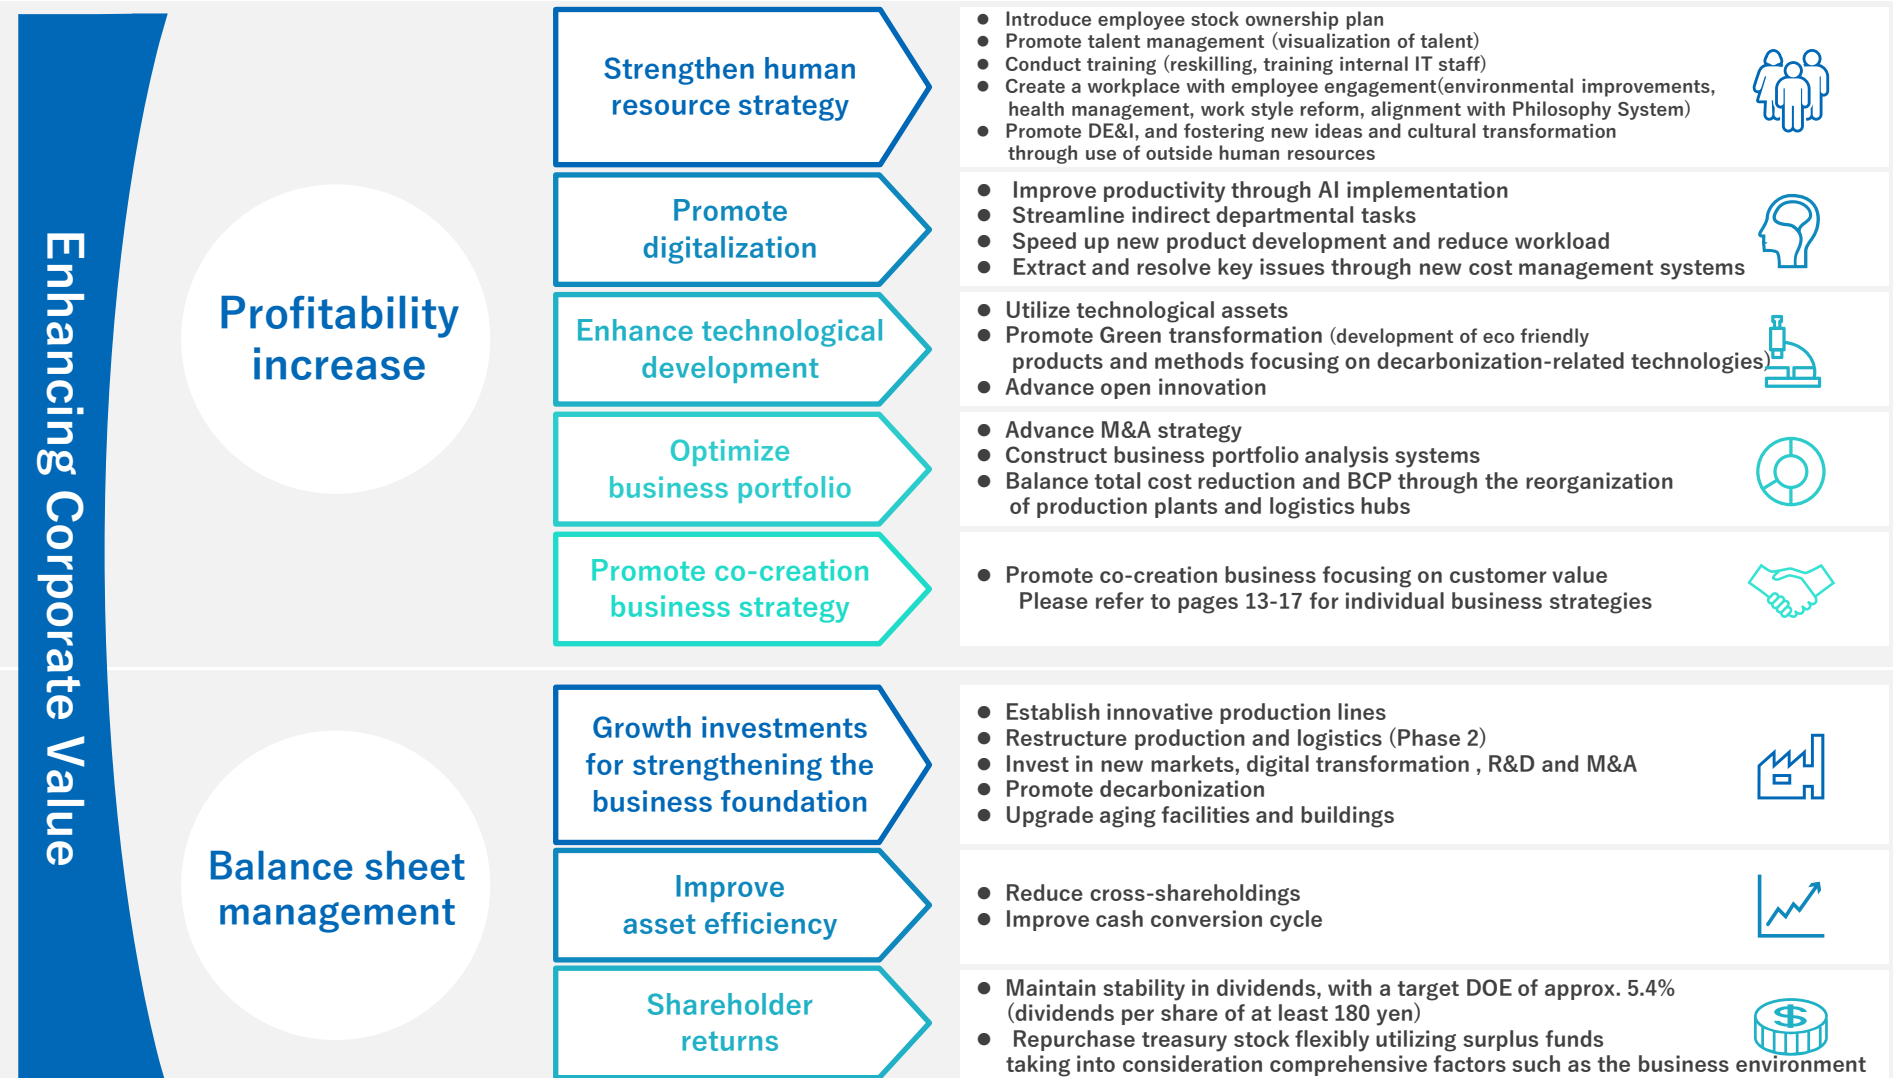 Enhancing Corporate Value
Profitability
increase
Strengthen human
resource strategy
● Introduce employee stock ownership plan
● Promote talent management (visualization of talent)
● Conduct training (reskilling, training internal IT staff)
● Create a workplace with employee engagement(environmental improvements,
health management, work style reform, alignment with Philosophy System)
● Promote DE&I, and fostering new ideas and cultural transformation
through use of outside human resources
Promote
digitalization
● Improve productivity through AI implementation
● Streamline indirect departmental tasks
● Speed up new product development and reduce workload
● Extract and resolve key issues through new cost management systems
Enhance technological
development
● Utilize technological assets
● Promote Green transformation (development of eco friendly
products and methods focusing on decarbonization-related technologies)
● Advance open innovation
Optimize
business portfolio
● Advance M&A strategy
● Construct business portfolio analysis systems
● Balance total cost reduction and BCP through the reorganization
of production plants and logistics hubs
Promote co-creation
business strategy
● Promote co-creation business focusing on customer value
Please refer to pages 13-17 for individual business strategies
Balance sheet
management
Growth investments
for strengthening the
business foundation
● Establish innovative production lines
● Restructure production and logistics (Phase 2)
● Invest in new markets, digital transformation , R&D and M&A
● Promote decarbonization
● Upgrade aging facilities and buildings
Improve
asset efficiency
● Reduce cross-shareholdings
● Improve cash conversion cycle
Shareholder
returns
● Maintain stability in dividends, with a target DOE of approx. 5.4%
(dividends per share of at least 180 yen)
● Repurchase treasury stock flexibly utilizing surplus funds
taking into consideration comprehensive factors such as the business environment
$